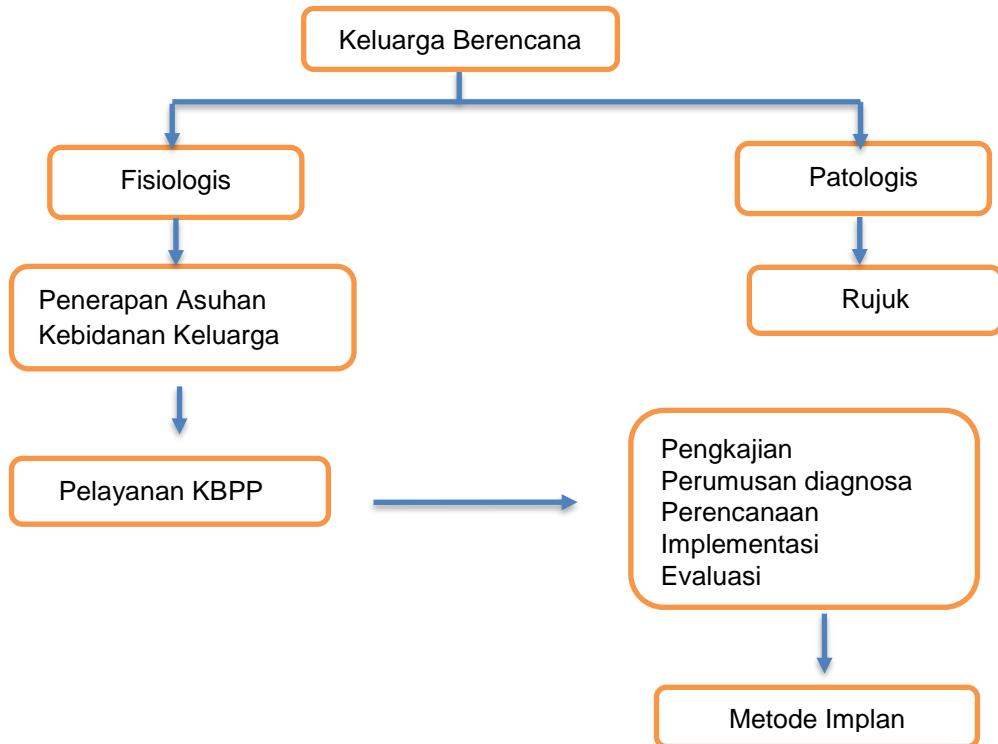 Keluarga Berencana
Fisiologis
Patologis
Penerapan Asuhan
Kebidanan Keluarga
Rujuk
Pelayanan KBPP
Pengkajian
Perumusan diagnosa
Perencanaan
Implementasi
Evaluasi
Metode Implan